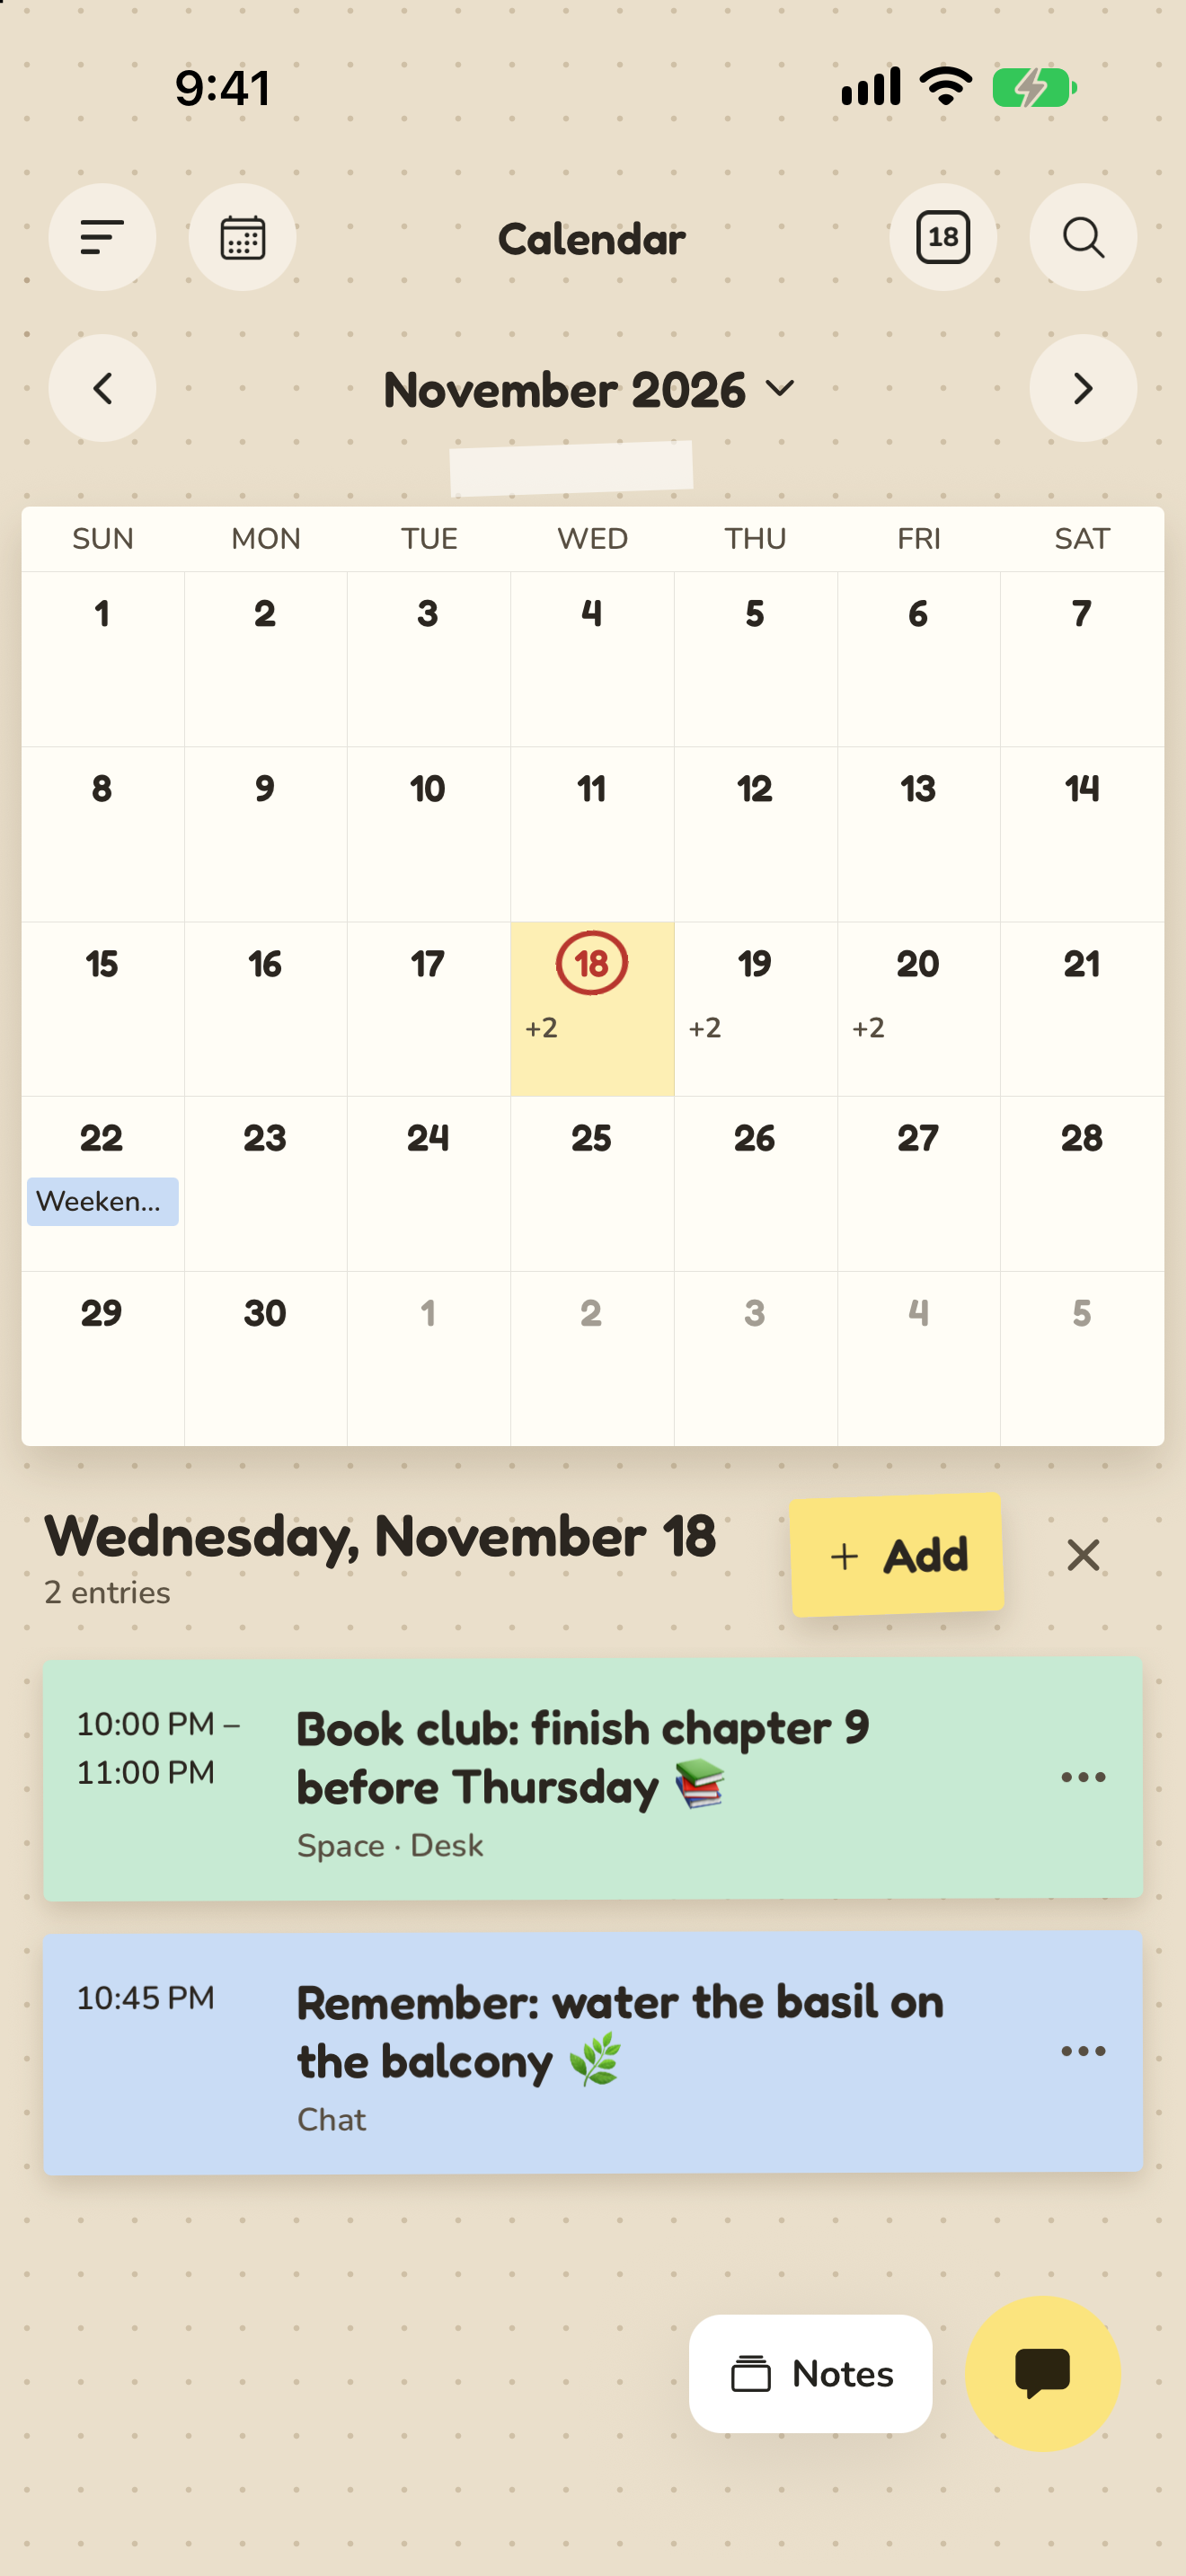 9:41
18
Calendar
November 2026
SUN MON TUE WED THU FRI SAT
1 2 3 4 5 6 7
8 9 10 11 12 13 14
15 16 17 18 19 20 21
+2 +2 +2
22 23 24 25 26 27 28
Weeken...
29 30 1 2 3 4 5
Wednesday, November 18
2 entries
+ Add
10:00 PM –
11:00 PM
Book club: finish chapter 9
before Thursday 📚
Space · Desk
10:45 PM
Remember: water the basil on
the balcony 🌿
Chat
Notes